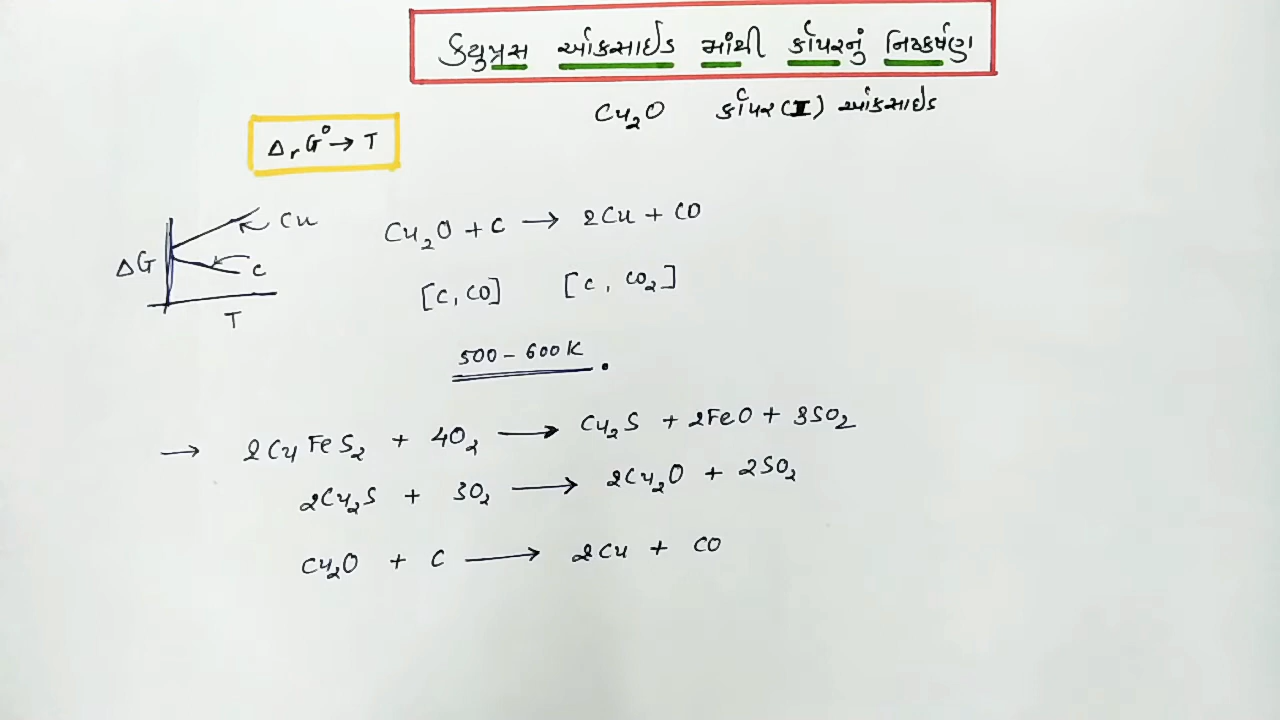 ક્યુપ્રસ ઓક્સાઈડ માંથી કૉપરનું નિષ્કર્ષણ
Cu₂O કૉપર (I) ઑક્સાઈડ
ΔᵣG° → T
Cu
ΔG
C
T
Cu₂O + C → 2Cu + CO
[C, CO] [C, CO₂]
500 - 600 K.
→ 2CuFeS₂ + 4O₂ → Cu₂S + 2FeO + 3SO₂
2Cu₂S + 3O₂ → 2Cu₂O + 2SO₂
Cu₂O + C → 2Cu + CO